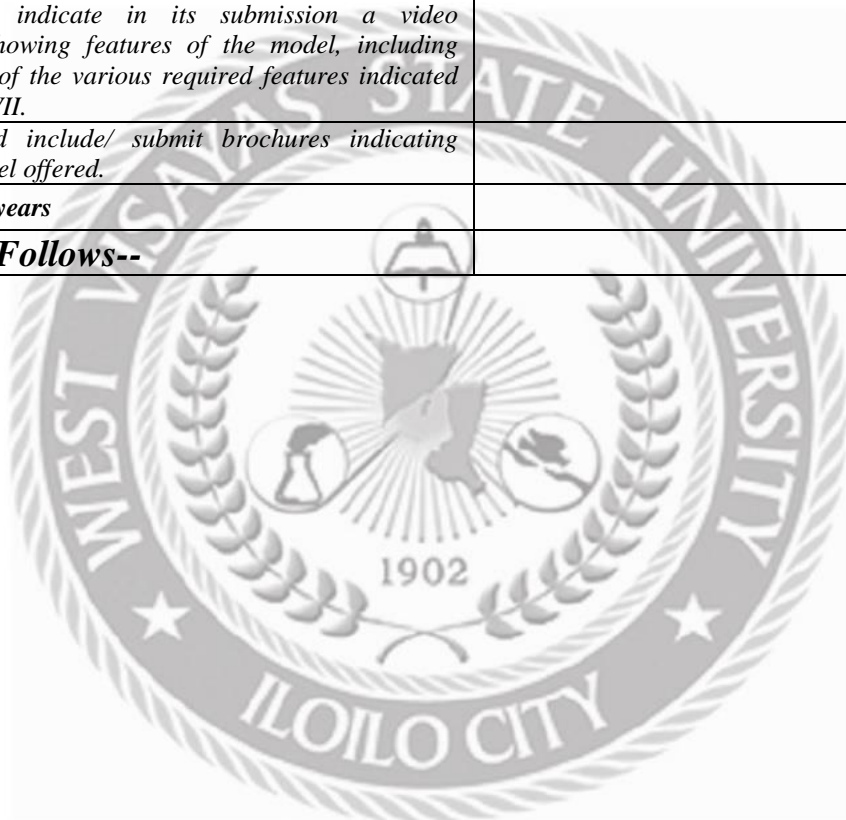 indicate in its submission a video
howing features of the model, including
of the various required features indicated
VII.
d include/ submit brochures indicating
el offered.
years
Follows--
WEST VISAYAS STATE UNIVERSITY
1902
ILOILO CITY